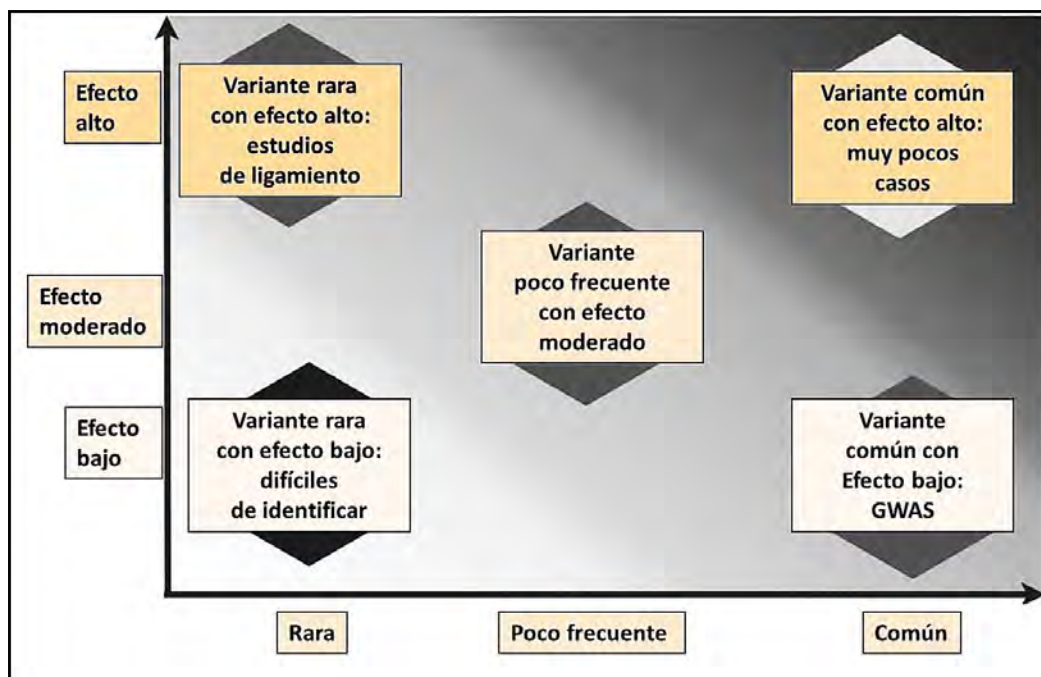 Efecto
alto
Variante rara
con efecto alto:
estudios
de ligamiento
Variante común
con efecto alto:
muy pocos
casos
Efecto
moderado
Variante
poco frecuente
con efecto
moderado
Efecto
bajo
Variante rara
con efecto bajo:
difíciles
de identificar
Variante
común con
Efecto bajo:
GWAS
Rara
Poco frecuente
Común